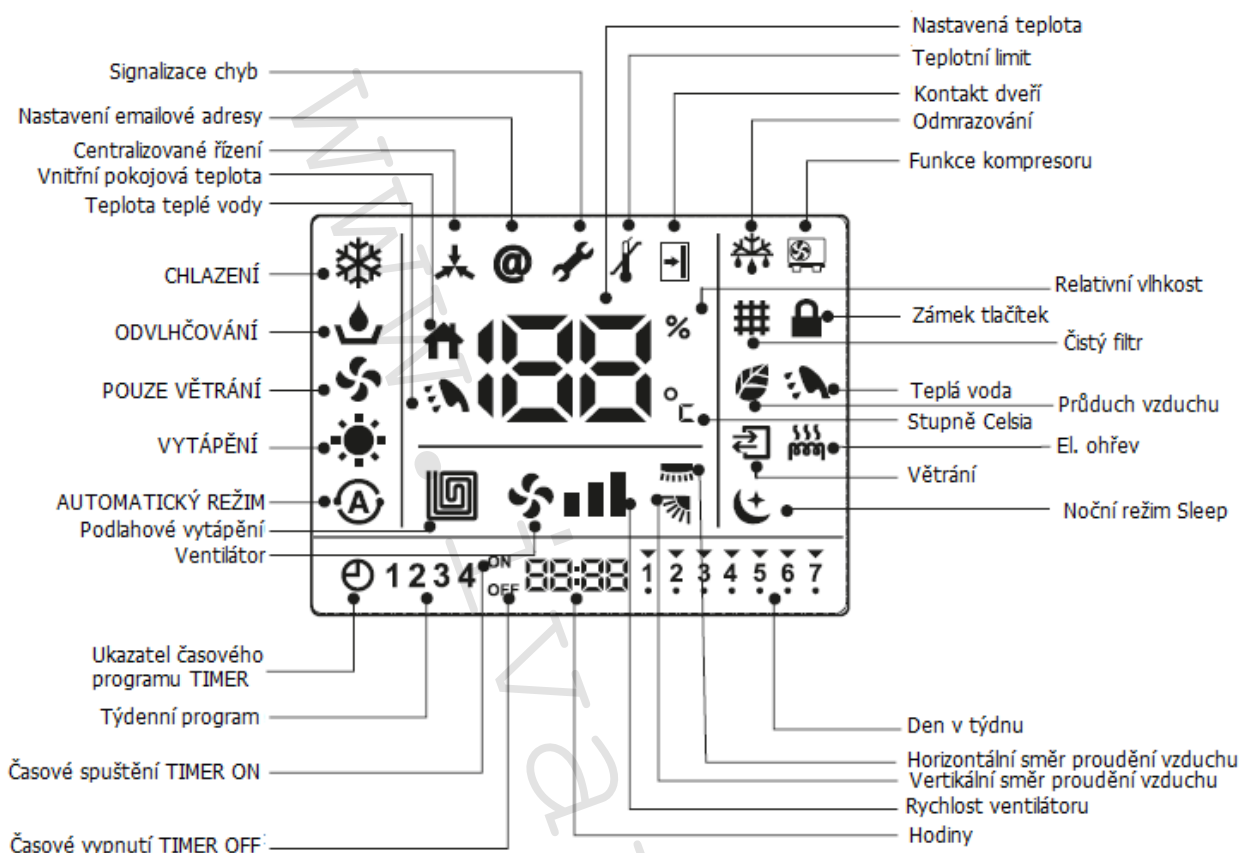 Nastavená teplota
Teplotní limit
Signalizace chyb
Kontakt dveří
Nastavení emailové adresy
Odmrazování
Centralizované řízení
Funkce kompresoru
Vnitřní pokojová teplota
Teplota teplé vody
@
CHLAZENÍ
Relativní vlhkost
ODVLHČOVÁNÍ
188 %
Zámek tlačítek
Čistý filtr
POUZE VĚTRÁNÍ
Teplá voda
Průduch vzduchu
°C
Stupně Celsia
VYTÁPĚNÍ
El. ohřev
Větrání
AUTOMATICKÝ REŽIM
A
Noční režim Sleep
Podlahové vytápění
Ventilátor
1 2 3 4 ON OFF 88:88 1 2 3 4 5 6 7
Ukazatel časového
programu TIMER
Týdenní program
Den v týdnu
Časové spuštění TIMER ON
Horizontální směr proudění vzduchu
Vertikální směr proudění vzduchu
Rychlost ventilátoru
Hodiny
Časové vypnutí TIMER OFF